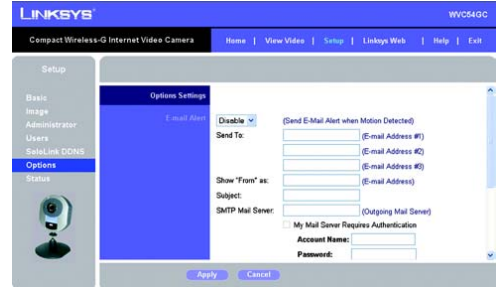 LINKSYS®
WVC54GC
Compact Wireless-G Internet Video Camera
Home | View Video | Setup | Linksys Web | Help | Exit
Setup
Basic
Image
Administrator
Users
SoloLink DDNS
Options
Status
Options Settings
E-mail Alert
Disable (Send E-Mail Alert when Motion Detected)
Send To: (E-mail Address #1)
(E-mail Address #2)
(E-mail Address #3)
Show "From" as: (E-mail Address)
Subject:
SMTP Mail Server: (Outgoing Mail Server)
My Mail Server Requires Authentication
Account Name:
Password:
Apply Cancel